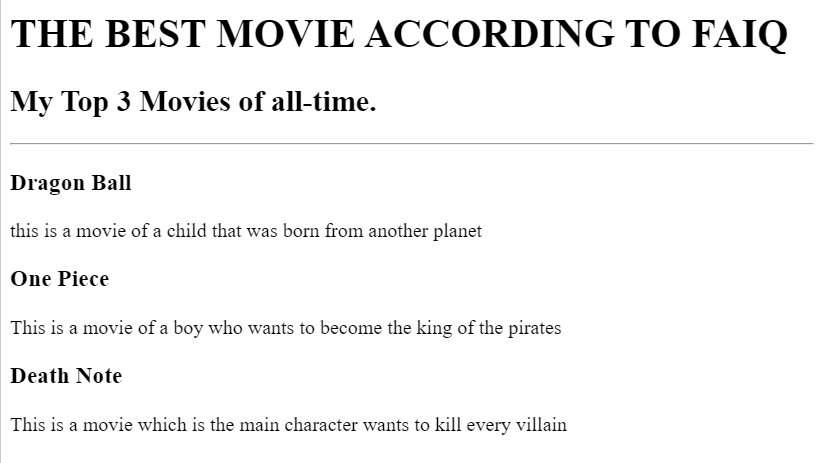 THE BEST MOVIE ACCORDING TO FAIQ
My Top 3 Movies of all-time.
Dragon Ball
this is a movie of a child that was born from another planet
One Piece
This is a movie of a boy who wants to become the king of the pirates
Death Note
This is a movie which is the main character wants to kill every villain